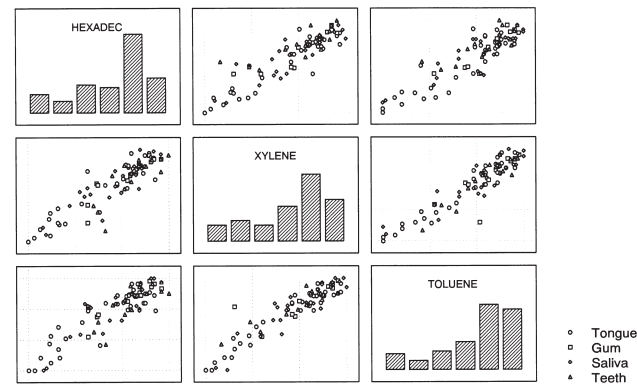 HEXADEC
XYLENE
TOLUENE
Tongue
Gum
Saliva
Teeth